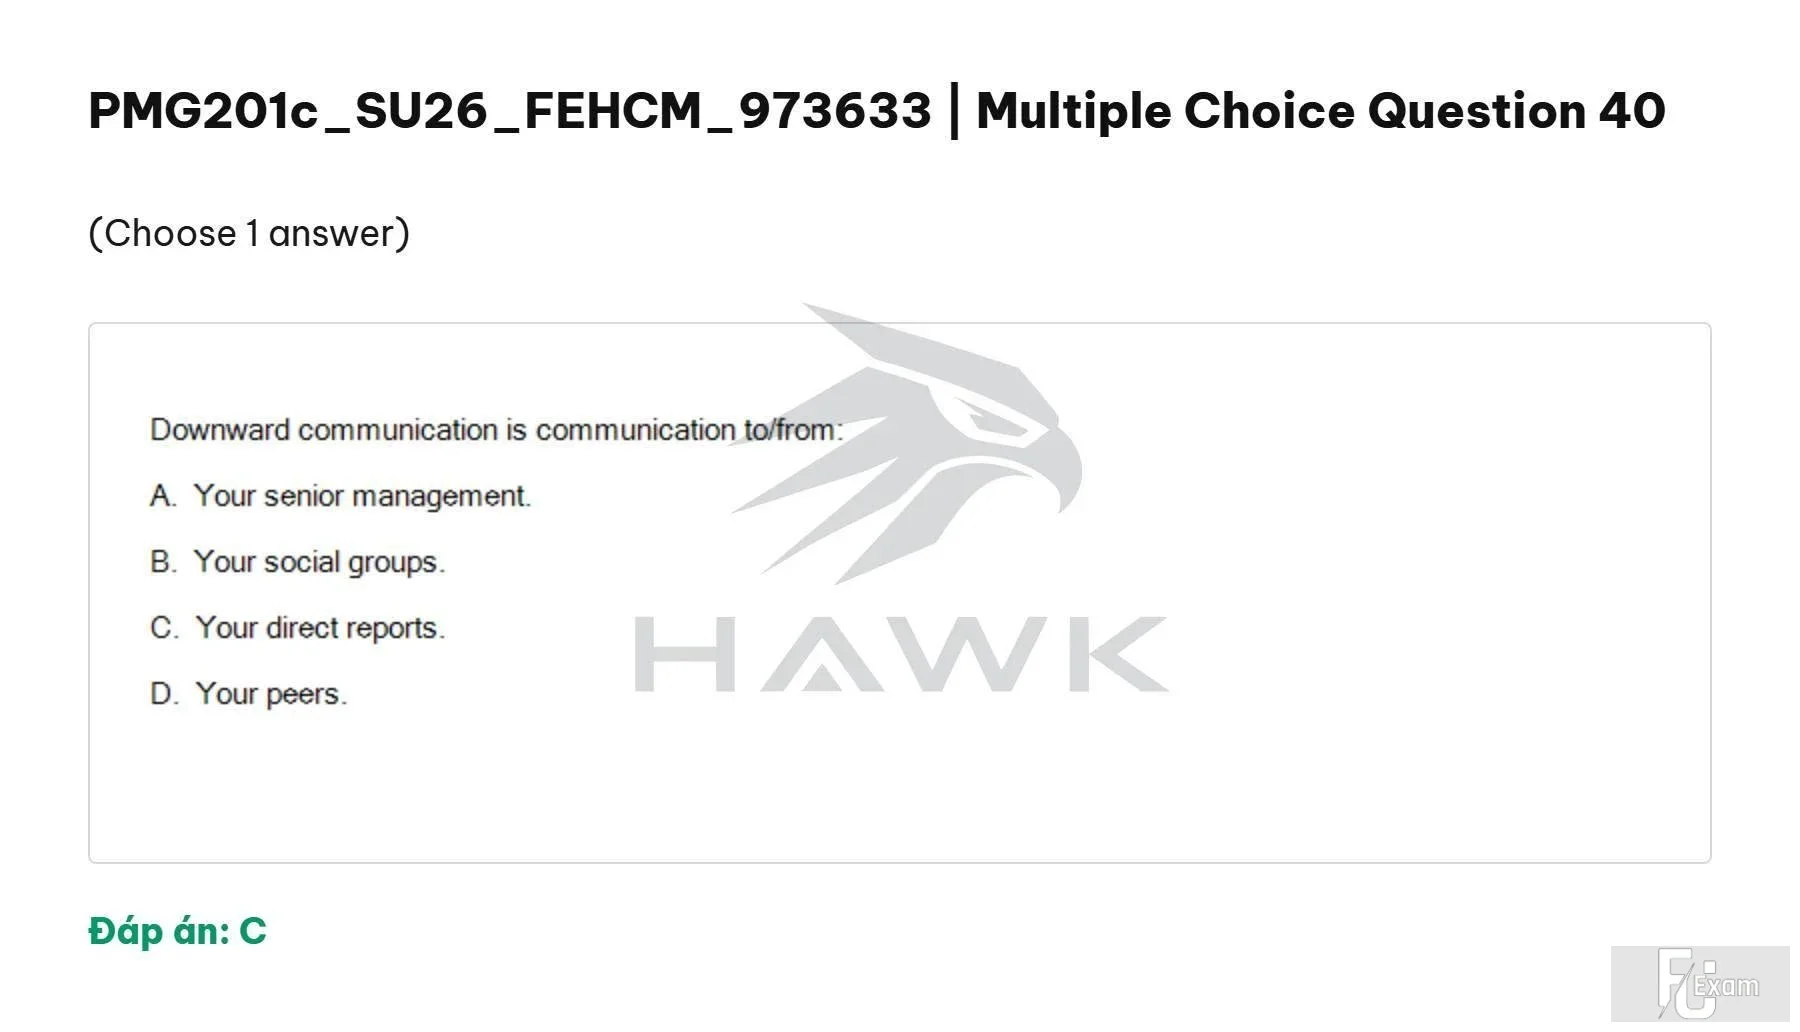 PMG201c_SU26_FEHCM_973633 | Multiple Choice Question 40
(Choose 1 answer)
Downward communication is communication to/from:
A. Your senior management.
B. Your social groups.
C. Your direct reports.
D. Your peers.
HAWK
Đáp án: C
FU Exam